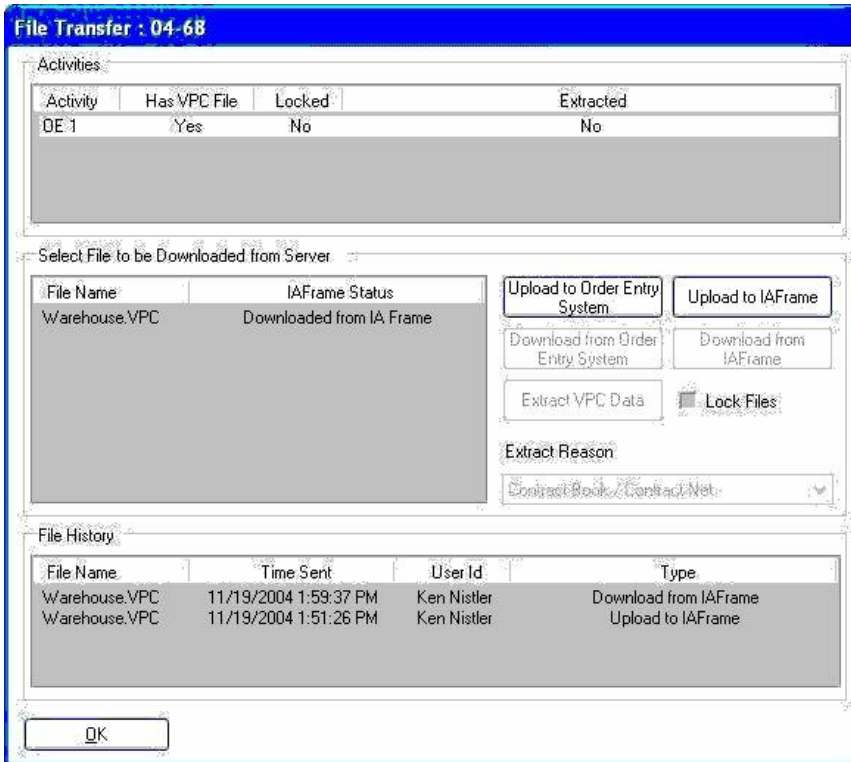 File Transfer : 04-68
Activities
Activity Has VPC File Locked Extracted
OE 1 Yes No No
Select File to be Downloaded from Server
File Name IAFrame Status
Warehouse.VPC Downloaded from IA Frame
Upload to Order Entry System
Upload to IAFrame
Download from Order Entry System
Download from IAFrame
Extract VPC Data
Lock Files
Extract Reason
Contract Book / Contract Net
File History
File Name Time Sent User Id Type
Warehouse.VPC 11/19/2004 1:59:37 PM Ken Nistler Download from IAFrame
Warehouse.VPC 11/19/2004 1:51:26 PM Ken Nistler Upload to IAFrame
OK